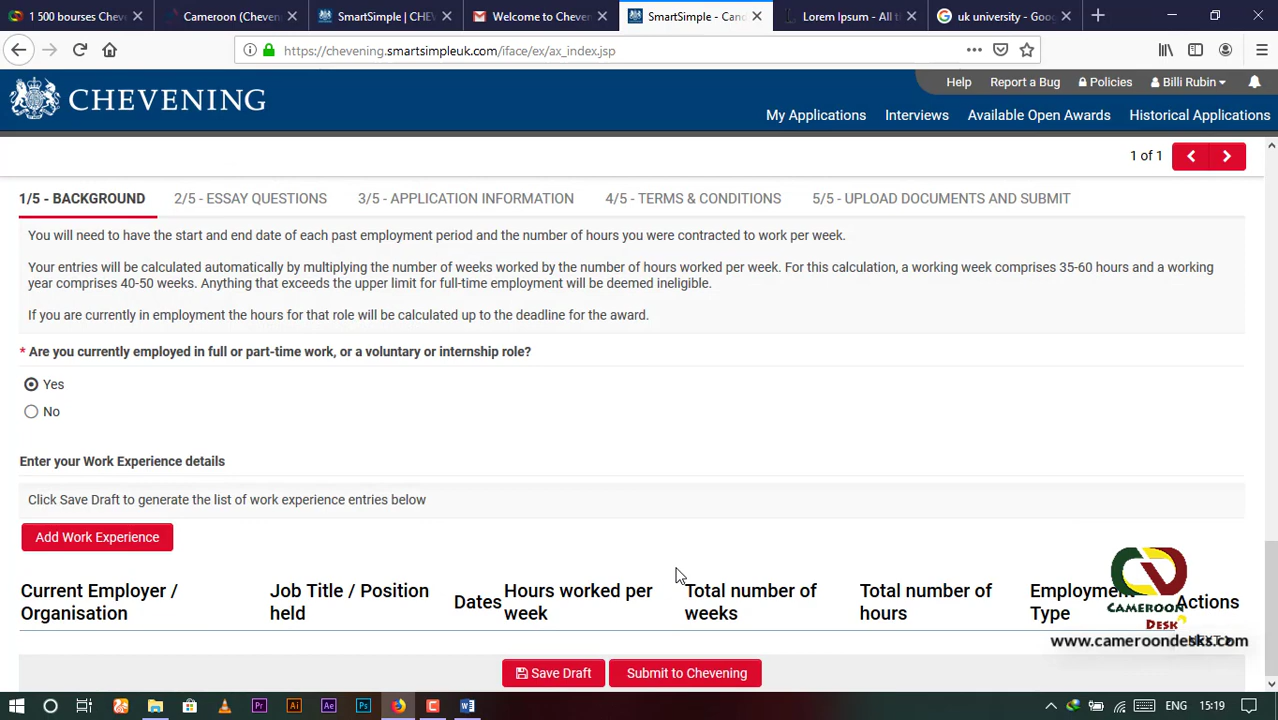 1 500 bourses Cheve
Cameroon (Cheveni
SmartSimple | CHEV
Welcome to Cheven
SmartSimple - Cano
Lorem Ipsum - All t
uk university - Goo
https://chevening.smartsimpleuk.com/iface/ex/ax_index.jsp
CHEVENING
Help
Report a Bug
Policies
Billi Rubin
My Applications
Interviews
Available Open Awards
Historical Applications
1 of 1
1/5 - BACKGROUND
2/5 - ESSAY QUESTIONS
3/5 - APPLICATION INFORMATION
4/5 - TERMS & CONDITIONS
5/5 - UPLOAD DOCUMENTS AND SUBMIT
You will need to have the start and end date of each past employment period and the number of hours you were contracted to work per week.
Your entries will be calculated automatically by multiplying the number of weeks worked by the number of hours worked per week. For this calculation, a working week comprises 35-60 hours and a working
year comprises 40-50 weeks. Anything that exceeds the upper limit for full-time employment will be deemed ineligible.
If you are currently in employment the hours for that role will be calculated up to the deadline for the award.
* Are you currently employed in full or part-time work, or a voluntary or internship role?
Yes
No
Enter your Work Experience details
Click Save Draft to generate the list of work experience entries below
Add Work Experience
Current Employer /
Organisation
Job Title / Position
held
Dates
Hours worked per
week
Total number of
weeks
Total number of
hours
Employment
Type
Actions
CAMEROON
DESK
www.cameroondesks.com
Save Draft
Submit to Chevening
Pr
Ai
Ae
Ps
ENG
15:19